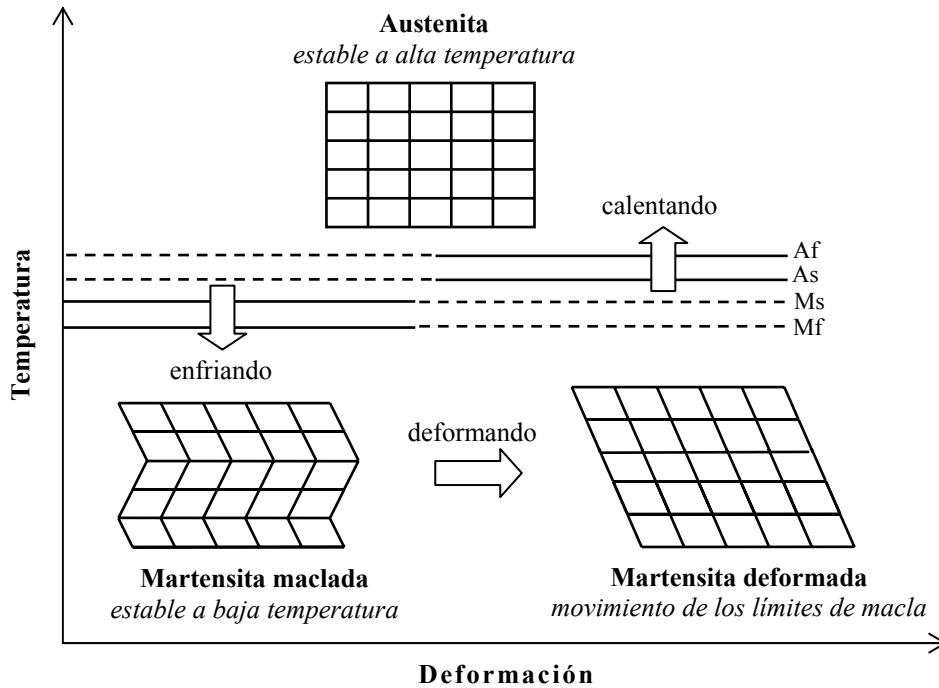 Austenita
estable a alta temperatura
calentando
Af
As
Ms
Mf
enfriando
deformando
Martensita maclada
estable a baja temperatura
Martensita deformada
movimiento de los límites de macla
Temperatura
Deformación